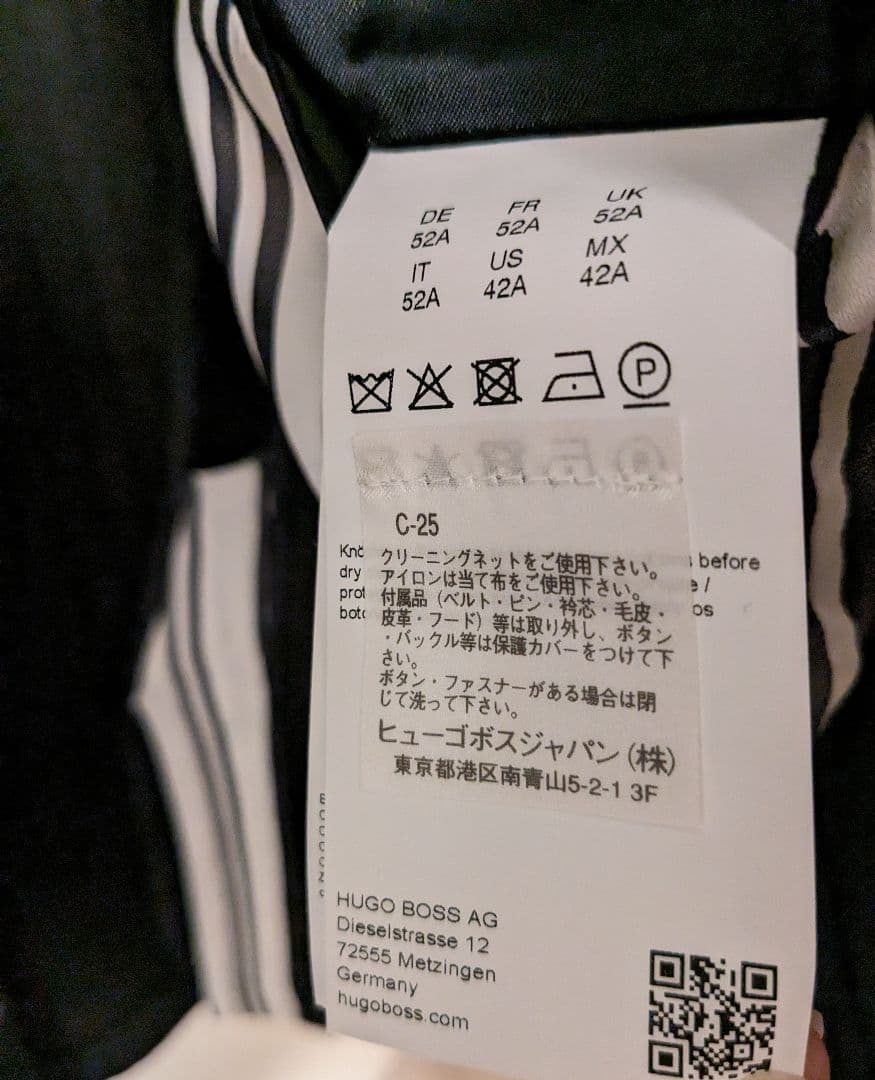 DE FR UK
52A 52A 52A
IT US MX
52A 42A 42A
P
C-25
クリーニングネットをご使用下さい。
アイロンは当て布をご使用下さい。
付属品（ベルト・ピン・衿芯・毛皮・
皮革・フード）等は取り外し、ボタン
・バックル等は保護カバーをつけて下
さい。
ボタン・ファスナーがある場合は閉
じて洗って下さい。
ヒューゴボスジャパン（株）
東京都港区南青山5-2-1 3F
before
dry
HUGO BOSS AG
Dieselstrasse 12
72555 Metzingen
Germany
hugoboss.com